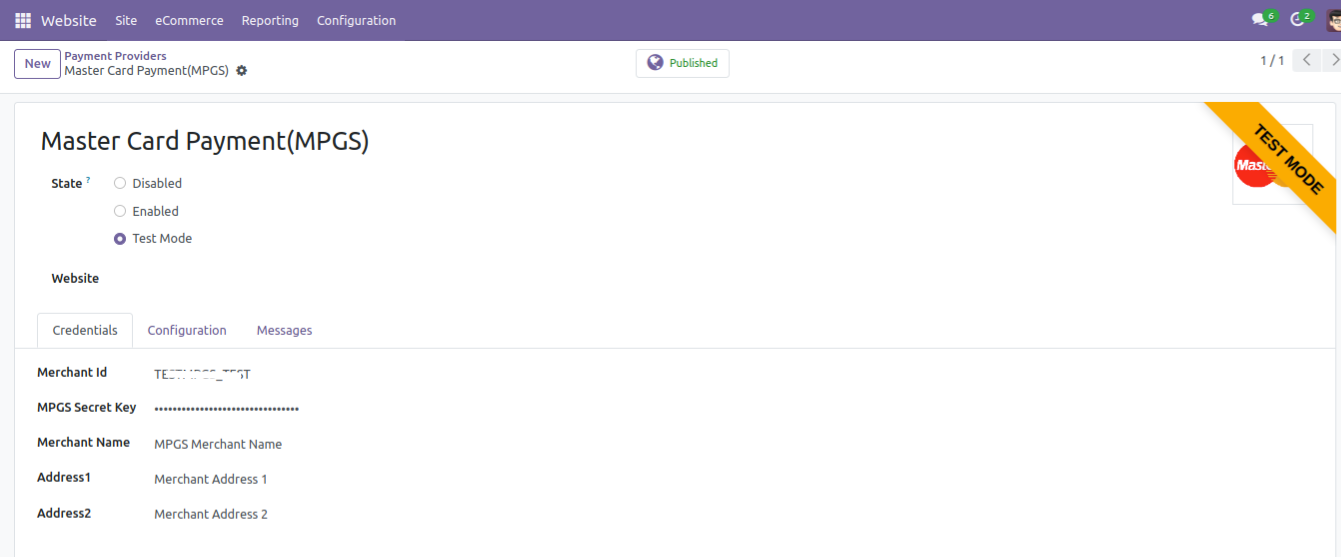 Website Site eCommerce Reporting Configuration 6 2
New Payment Providers Published 1 / 1
Master Card Payment(MPGS)
Master Card Payment(MPGS)
TEST MODE
State ? Disabled
Enabled
Test Mode
Website
Credentials Configuration Messages
Merchant Id
MPGS Secret Key ••••••••••••••••••••••••••••••••
Merchant Name MPGS Merchant Name
Address1 Merchant Address 1
Address2 Merchant Address 2